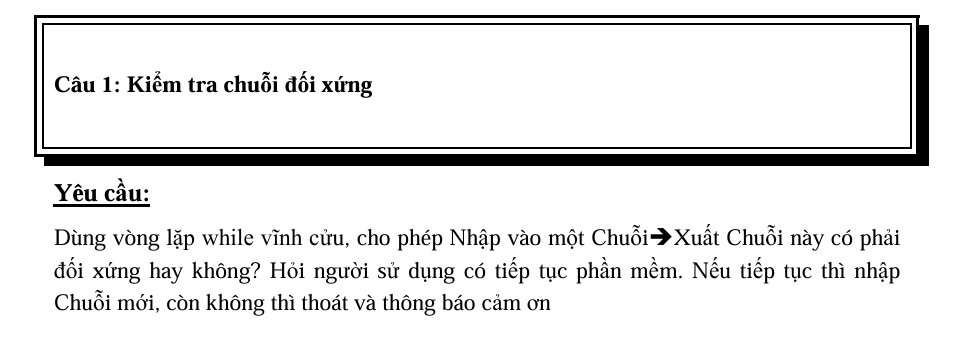 Câu 1: Kiểm tra chuỗi đối xứng
Yêu cầu:
Dùng vòng lặp while vĩnh cửu, cho phép Nhập vào một Chuỗi➔Xuất Chuỗi này có phải
đối xứng hay không? Hỏi người sử dụng có tiếp tục phần mềm. Nếu tiếp tục thì nhập
Chuỗi mới, còn không thì thoát và thông báo cảm ơn